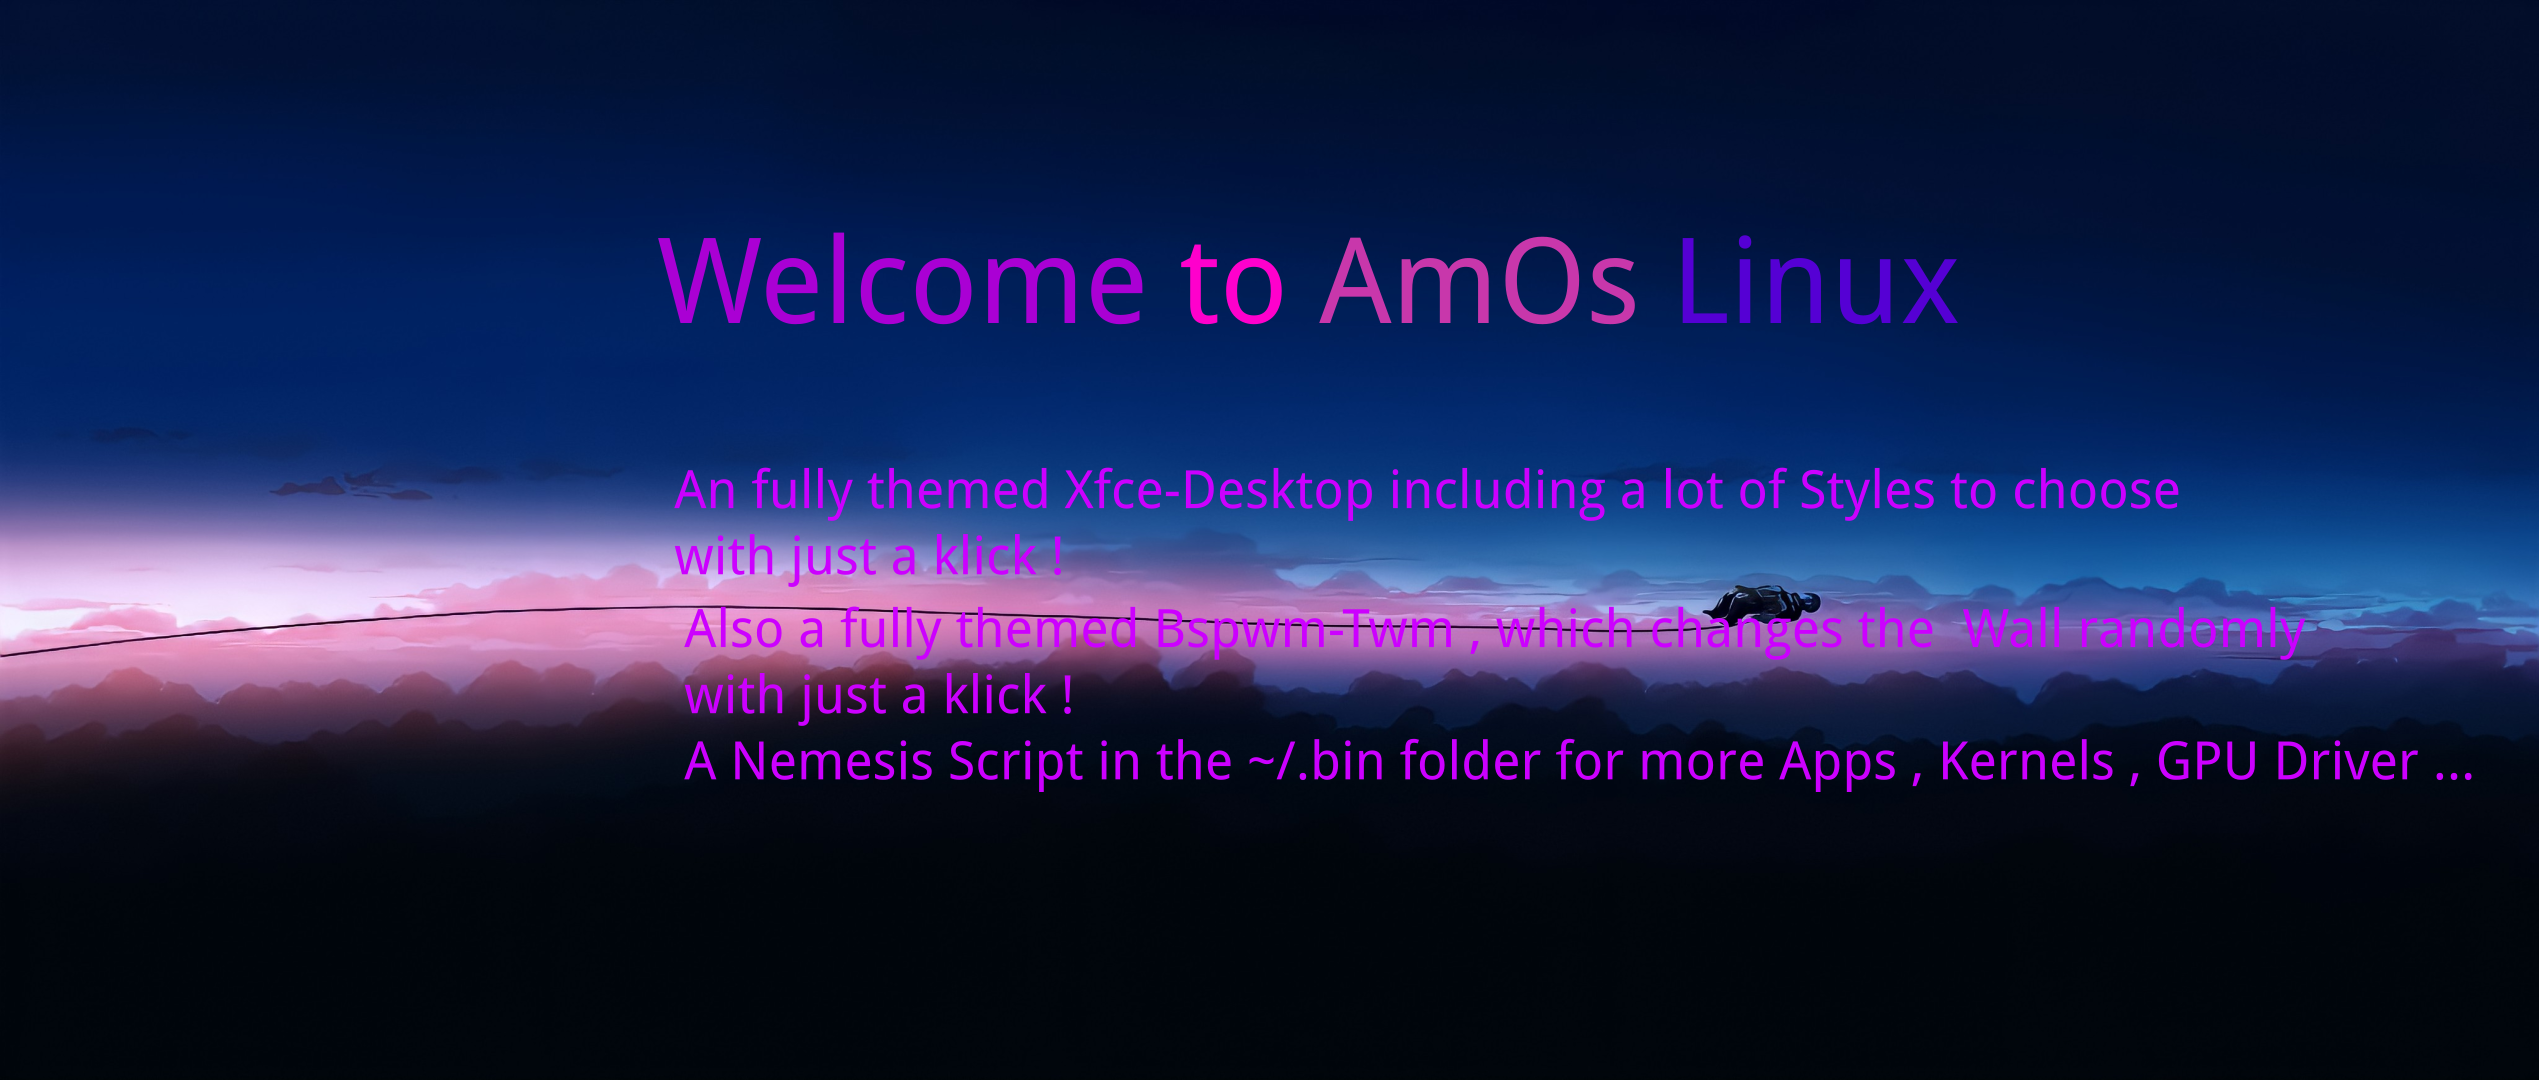 Welcome to AmOs Linux
An fully themed Xfce-Desktop including a lot of Styles to choose
with just a klick !
Also a fully themed Bspwm-Twm , which changes the  Wall randomly
with just a klick !
A Nemesis Script in the ~/.bin folder for more Apps , Kernels , GPU Driver ...